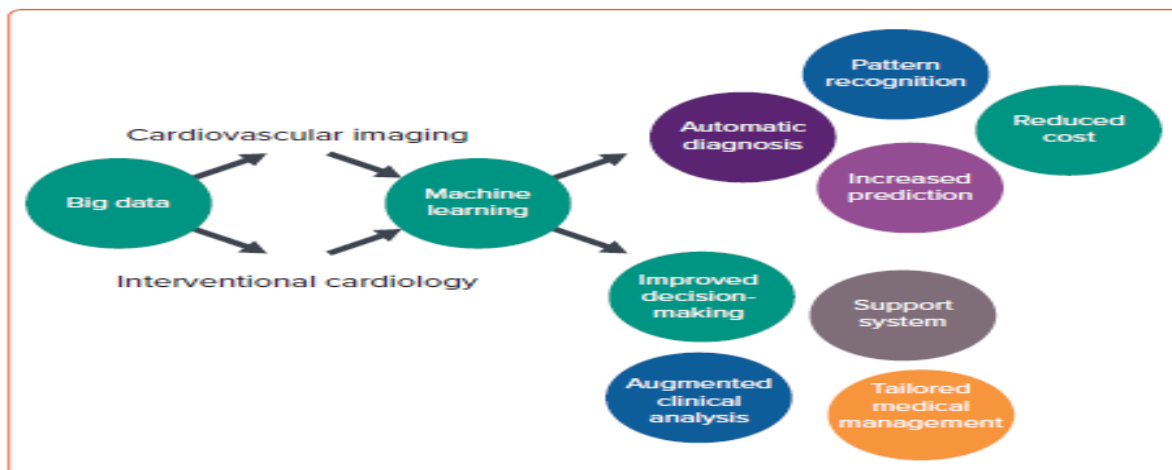 Cardiovascular imaging
Big data
Interventional cardiology
Machine
learning
Pattern
recognition
Automatic
diagnosis
Reduced
cost
Increased
prediction
Improved
decision-
making
Support
system
Augmented
clinical
analysis
Tailored
medical
management